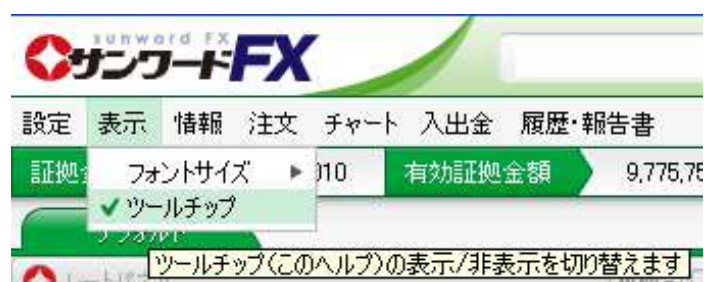 sunward FX
サンワードFX
設定 表示 情報 注文 チャート 入出金 履歴・報告書
フォントサイズ 010 有効証拠金額 9,775,75
ツールチップ
ツールチップ(このヘルプ)の表示/非表示を切り替えます